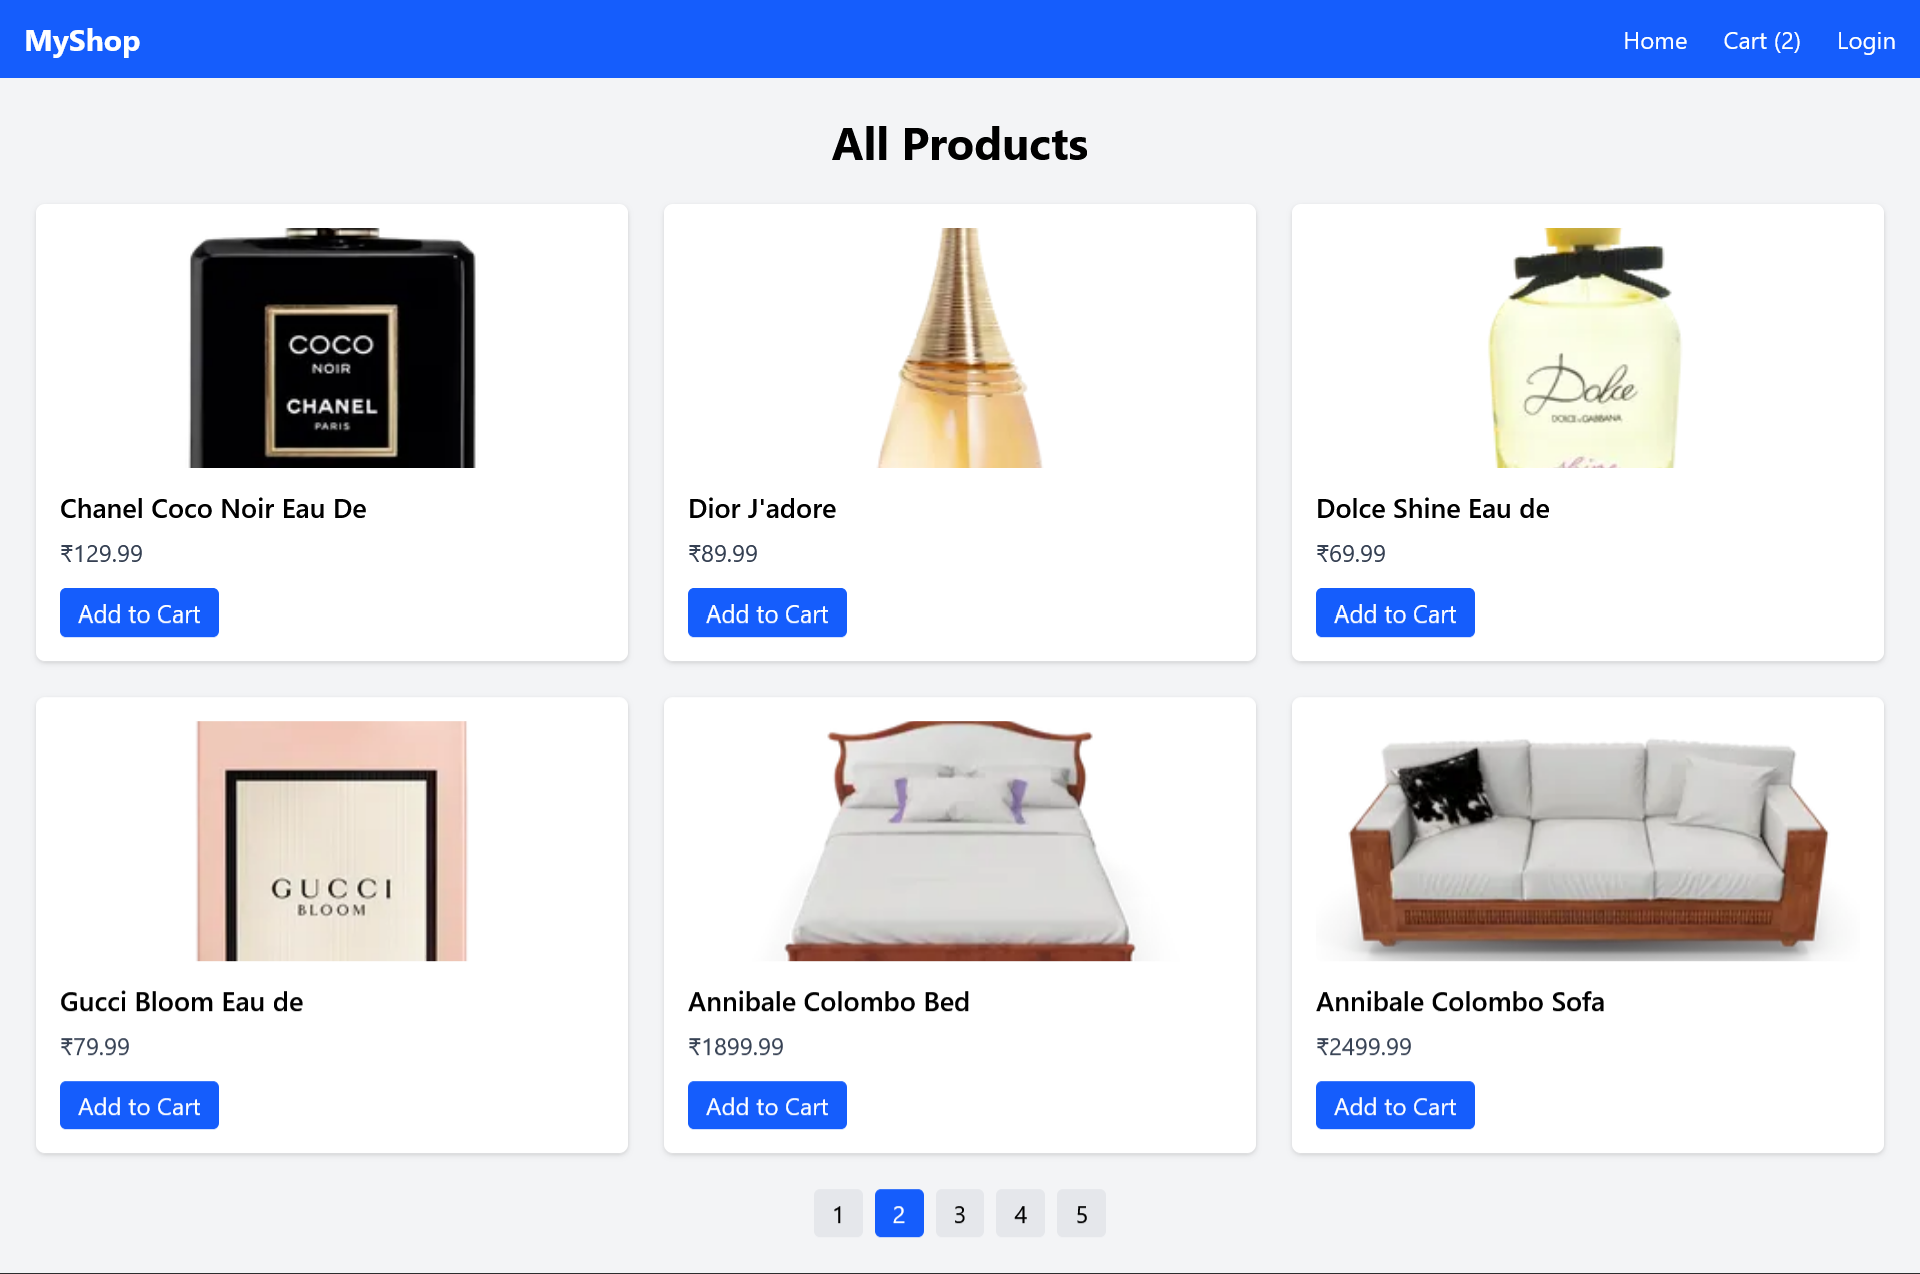 MyShop
Home Cart (2) Login
All Products
COCO
NOIR
CHANEL
PARIS
Dolce
DOLCE & GABBANA
shine
Chanel Coco Noir Eau De
Dior J'adore
Dolce Shine Eau de
₹129.99
₹89.99
₹69.99
Add to Cart
Add to Cart
Add to Cart
GUCCI
BLOOM
Gucci Bloom Eau de
Annibale Colombo Bed
Annibale Colombo Sofa
₹79.99
₹1899.99
₹2499.99
Add to Cart
Add to Cart
Add to Cart
1 2 3 4 5